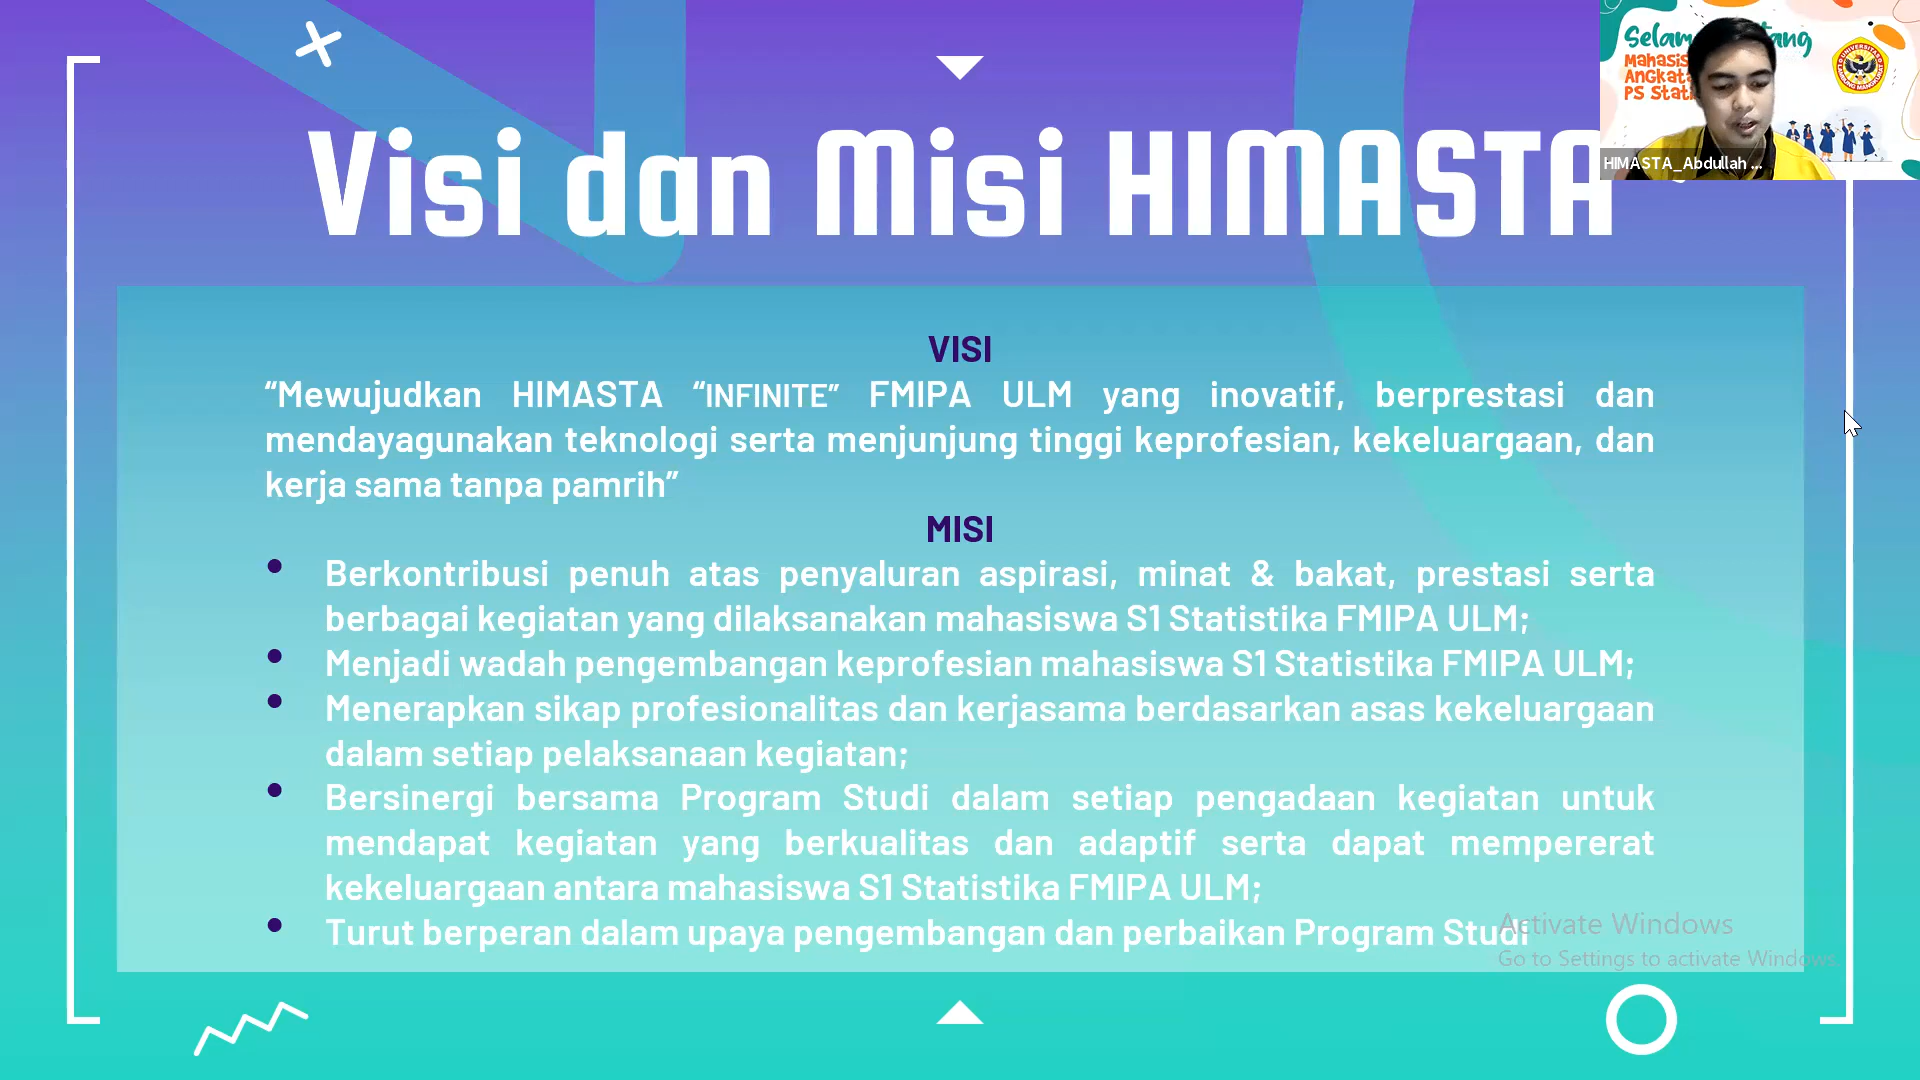 Visi dan Misi HIMASTA
VISI
“Mewujudkan HIMASTA “INFINITE” FMIPA ULM yang inovatif, berprestasi dan
mendayagunakan teknologi serta menjunjung tinggi keprofesian, kekeluargaan, dan
kerja sama tanpa pamrih”
MISI
Berkontribusi penuh atas penyaluran aspirasi, minat & bakat, prestasi serta
berbagai kegiatan yang dilaksanakan mahasiswa S1 Statistika FMIPA ULM;
Menjadi wadah pengembangan keprofesian mahasiswa S1 Statistika FMIPA ULM;
Menerapkan sikap profesionalitas dan kerjasama berdasarkan asas kekeluargaan
dalam setiap pelaksanaan kegiatan;
Bersinergi bersama Program Studi dalam setiap pengadaan kegiatan untuk
mendapat kegiatan yang berkualitas dan adaptif serta dapat mempererat
kekeluargaan antara mahasiswa S1 Statistika FMIPA ULM;
Turut berperan dalam upaya pengembangan dan perbaikan Program Studi
HIMASTA_Abdullah ...
PS
Activate Windows
Go to Settings to activate Windows.